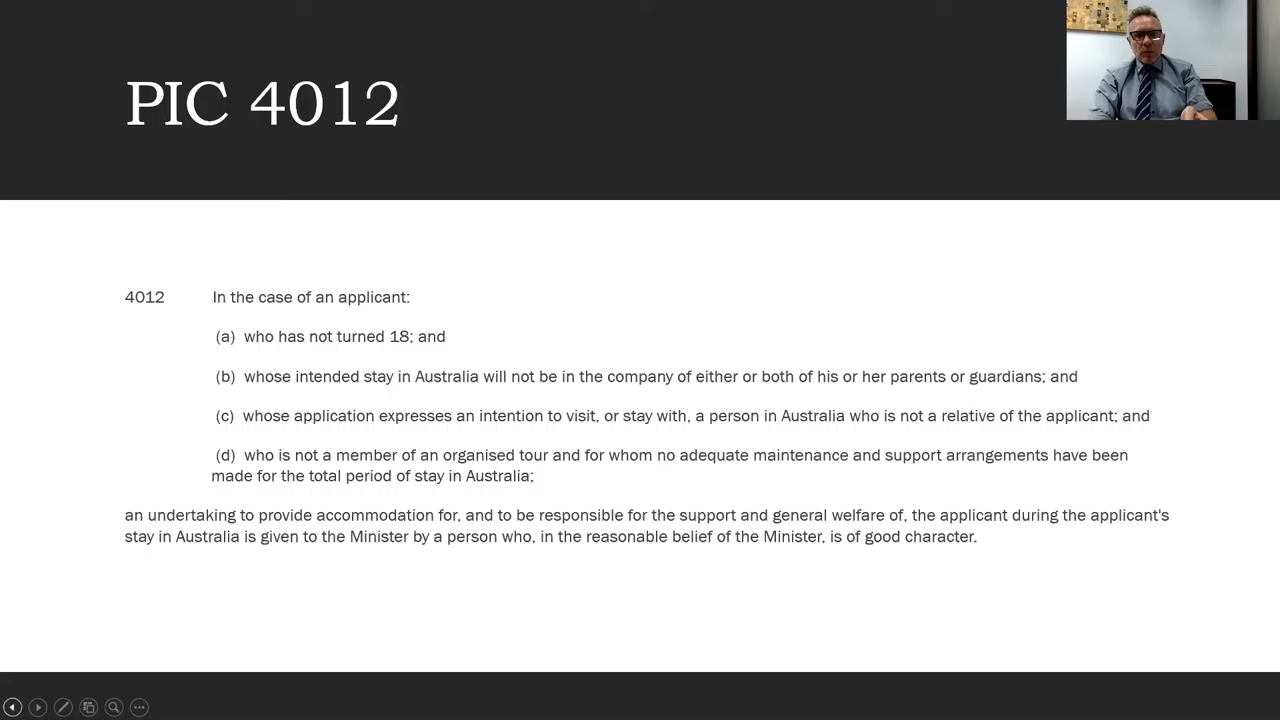 PIC 4012
4012 In the case of an applicant:
(a) who has not turned 18; and
(b) whose intended stay in Australia will not be in the company of either or both of his or her parents or guardians; and
(c) whose application expresses an intention to visit, or stay with, a person in Australia who is not a relative of the applicant; and
(d) who is not a member of an organised tour and for whom no adequate maintenance and support arrangements have been
made for the total period of stay in Australia;
an undertaking to provide accommodation for, and to be responsible for the support and general welfare of, the applicant during the applicant's
stay in Australia is given to the Minister by a person who, in the reasonable belief of the Minister, is of good character.